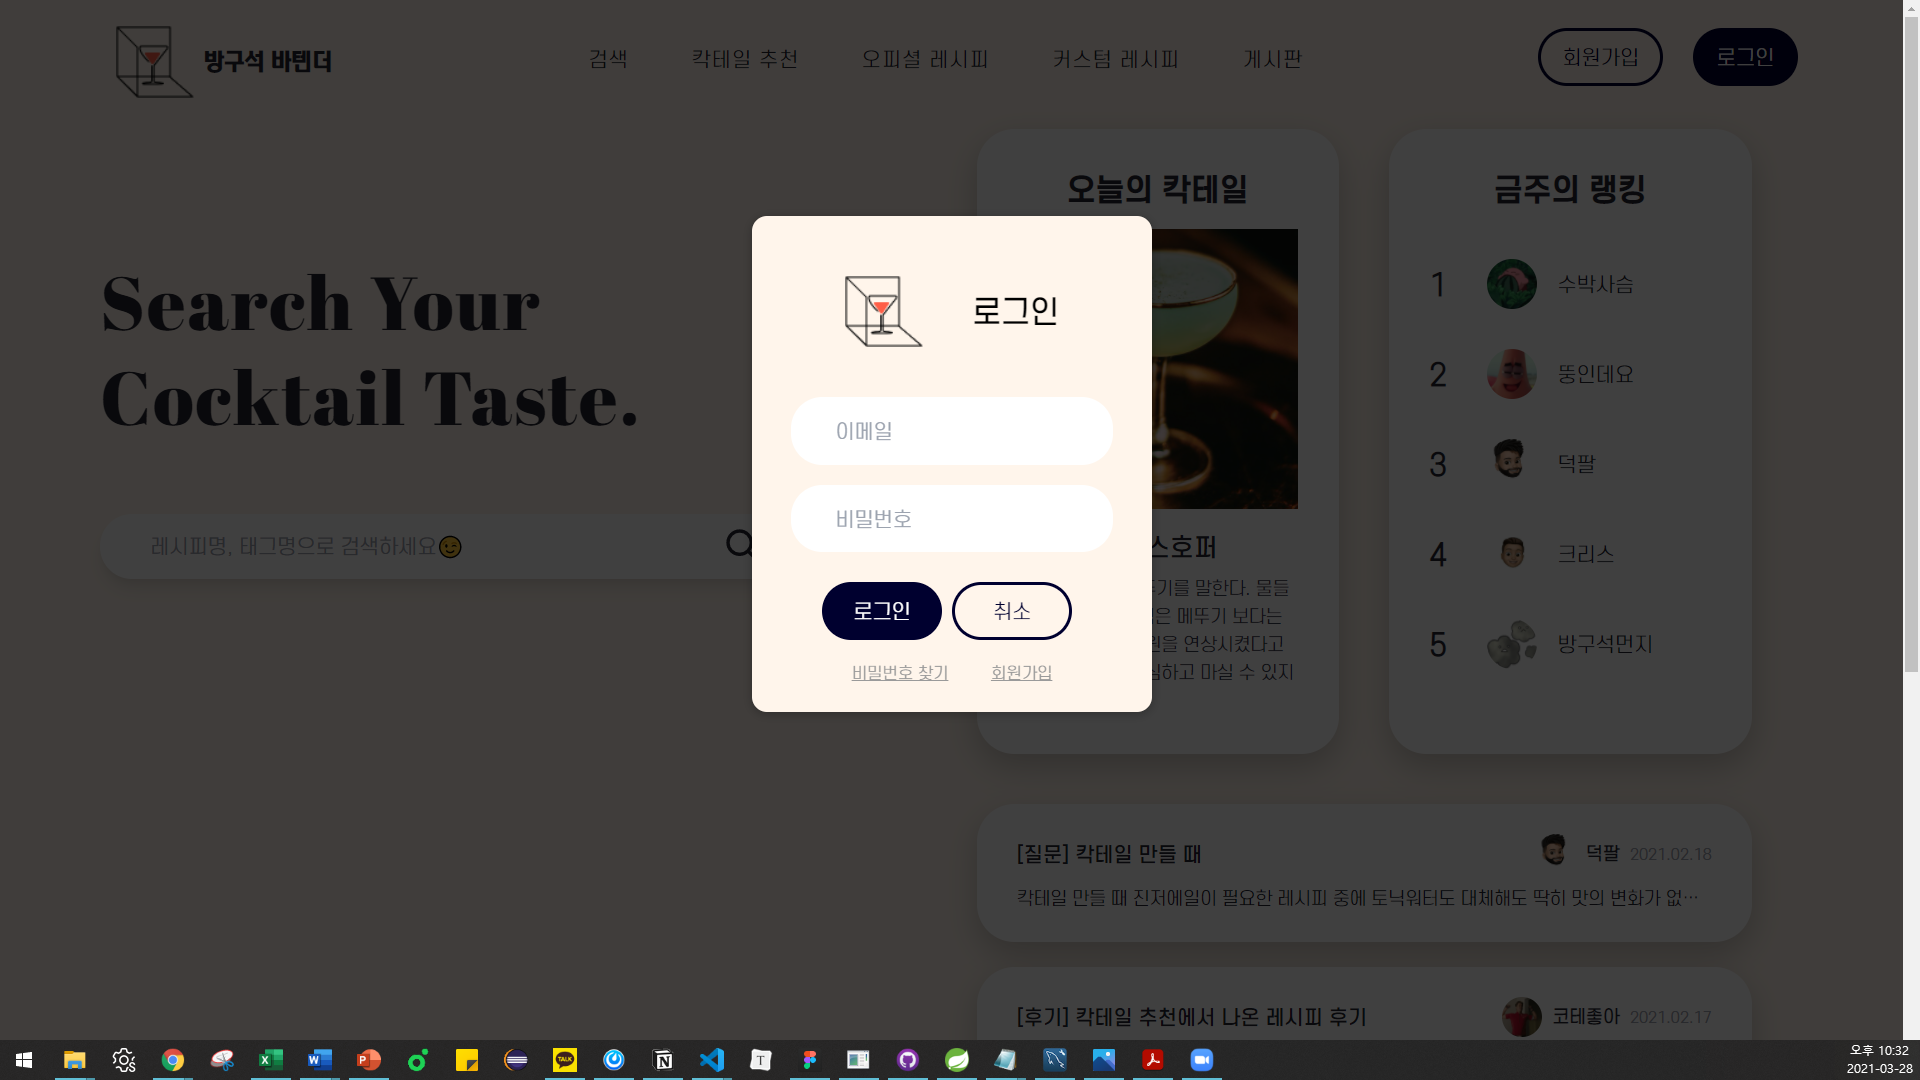 방구석 바텐더
검색
칵테일 추천
오피셜 레시피
커스텀 레시피
게시판
회원가입
로그인
Search Your
Cocktail Taste.
레시피명, 태그명으로 검색하세요😉
오늘의 칵테일
스호퍼
기를 말한다. 물들
은 메뚜기 보다는
을 연상시켰다고
하고 마실 수 있지
금주의 랭킹
1 수박사슴
2 뚱인데요
3 덕팔
4 크리스
5 방구석먼지
로그인
이메일
비밀번호
로그인
취소
비밀번호 찾기
회원가입
[질문] 칵테일 만들 때
덕팔 2021.02.18
칵테일 만들 때 진저에일이 필요한 레시피 중에 토닉워터도 대체해도 딱히 맛의 변화가 없…
[후기] 칵테일 추천에서 나온 레시피 후기
코테좋아 2021.02.17
TALK
오후 10:32
2021-03-28